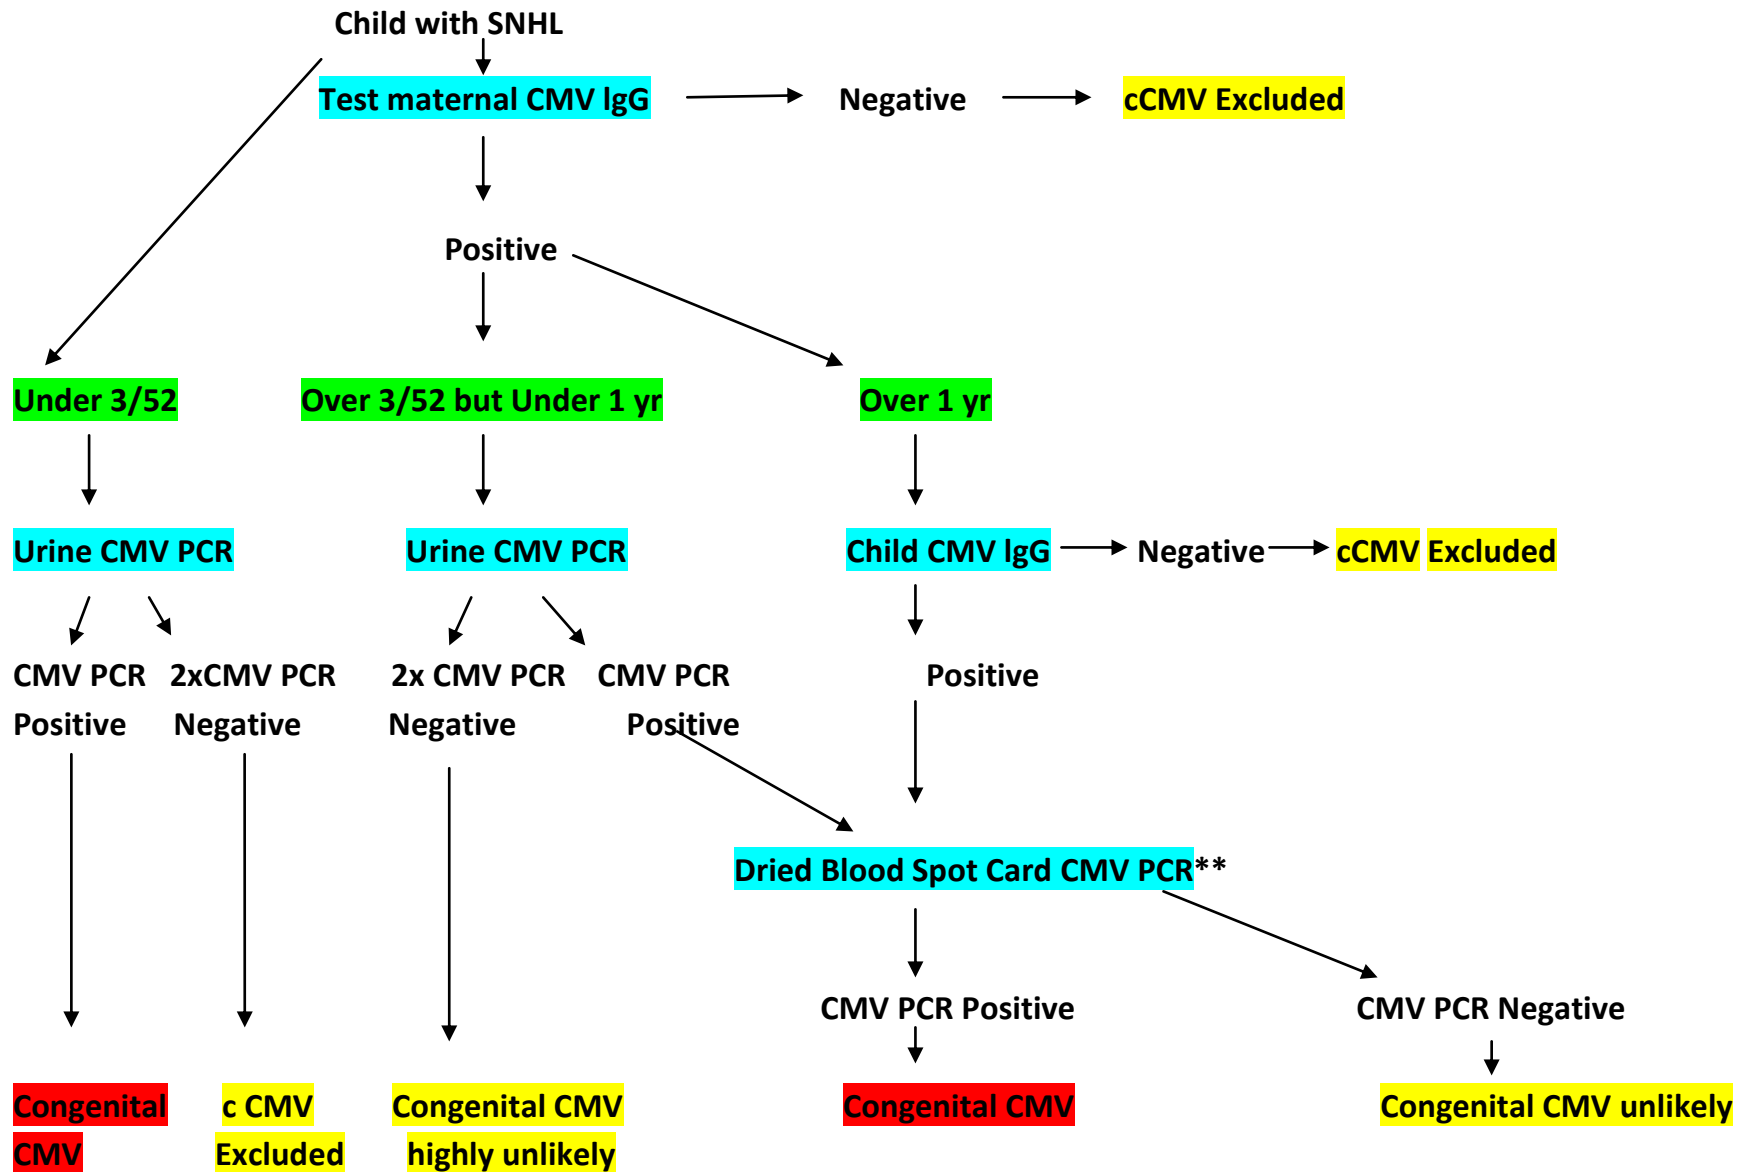 Child with SNHL
Test maternal CMV lgG
Negative
cCMV Excluded
Positive
Under 3/52
Over 3/52 but Under 1 yr
Over 1 yr
Urine CMV PCR
Urine CMV PCR
Child CMV lgG
Negative
cCMV Excluded
CMV PCR
Positive
2xCMV PCR
Negative
2x CMV PCR
Negative
CMV PCR
Positive
Positive
Dried Blood Spot Card CMV PCR**
CMV PCR Positive
CMV PCR Negative
Congenital
CMV
c CMV
Excluded
Congenital CMV
highly unlikely
Congenital CMV
Congenital CMV unlikely